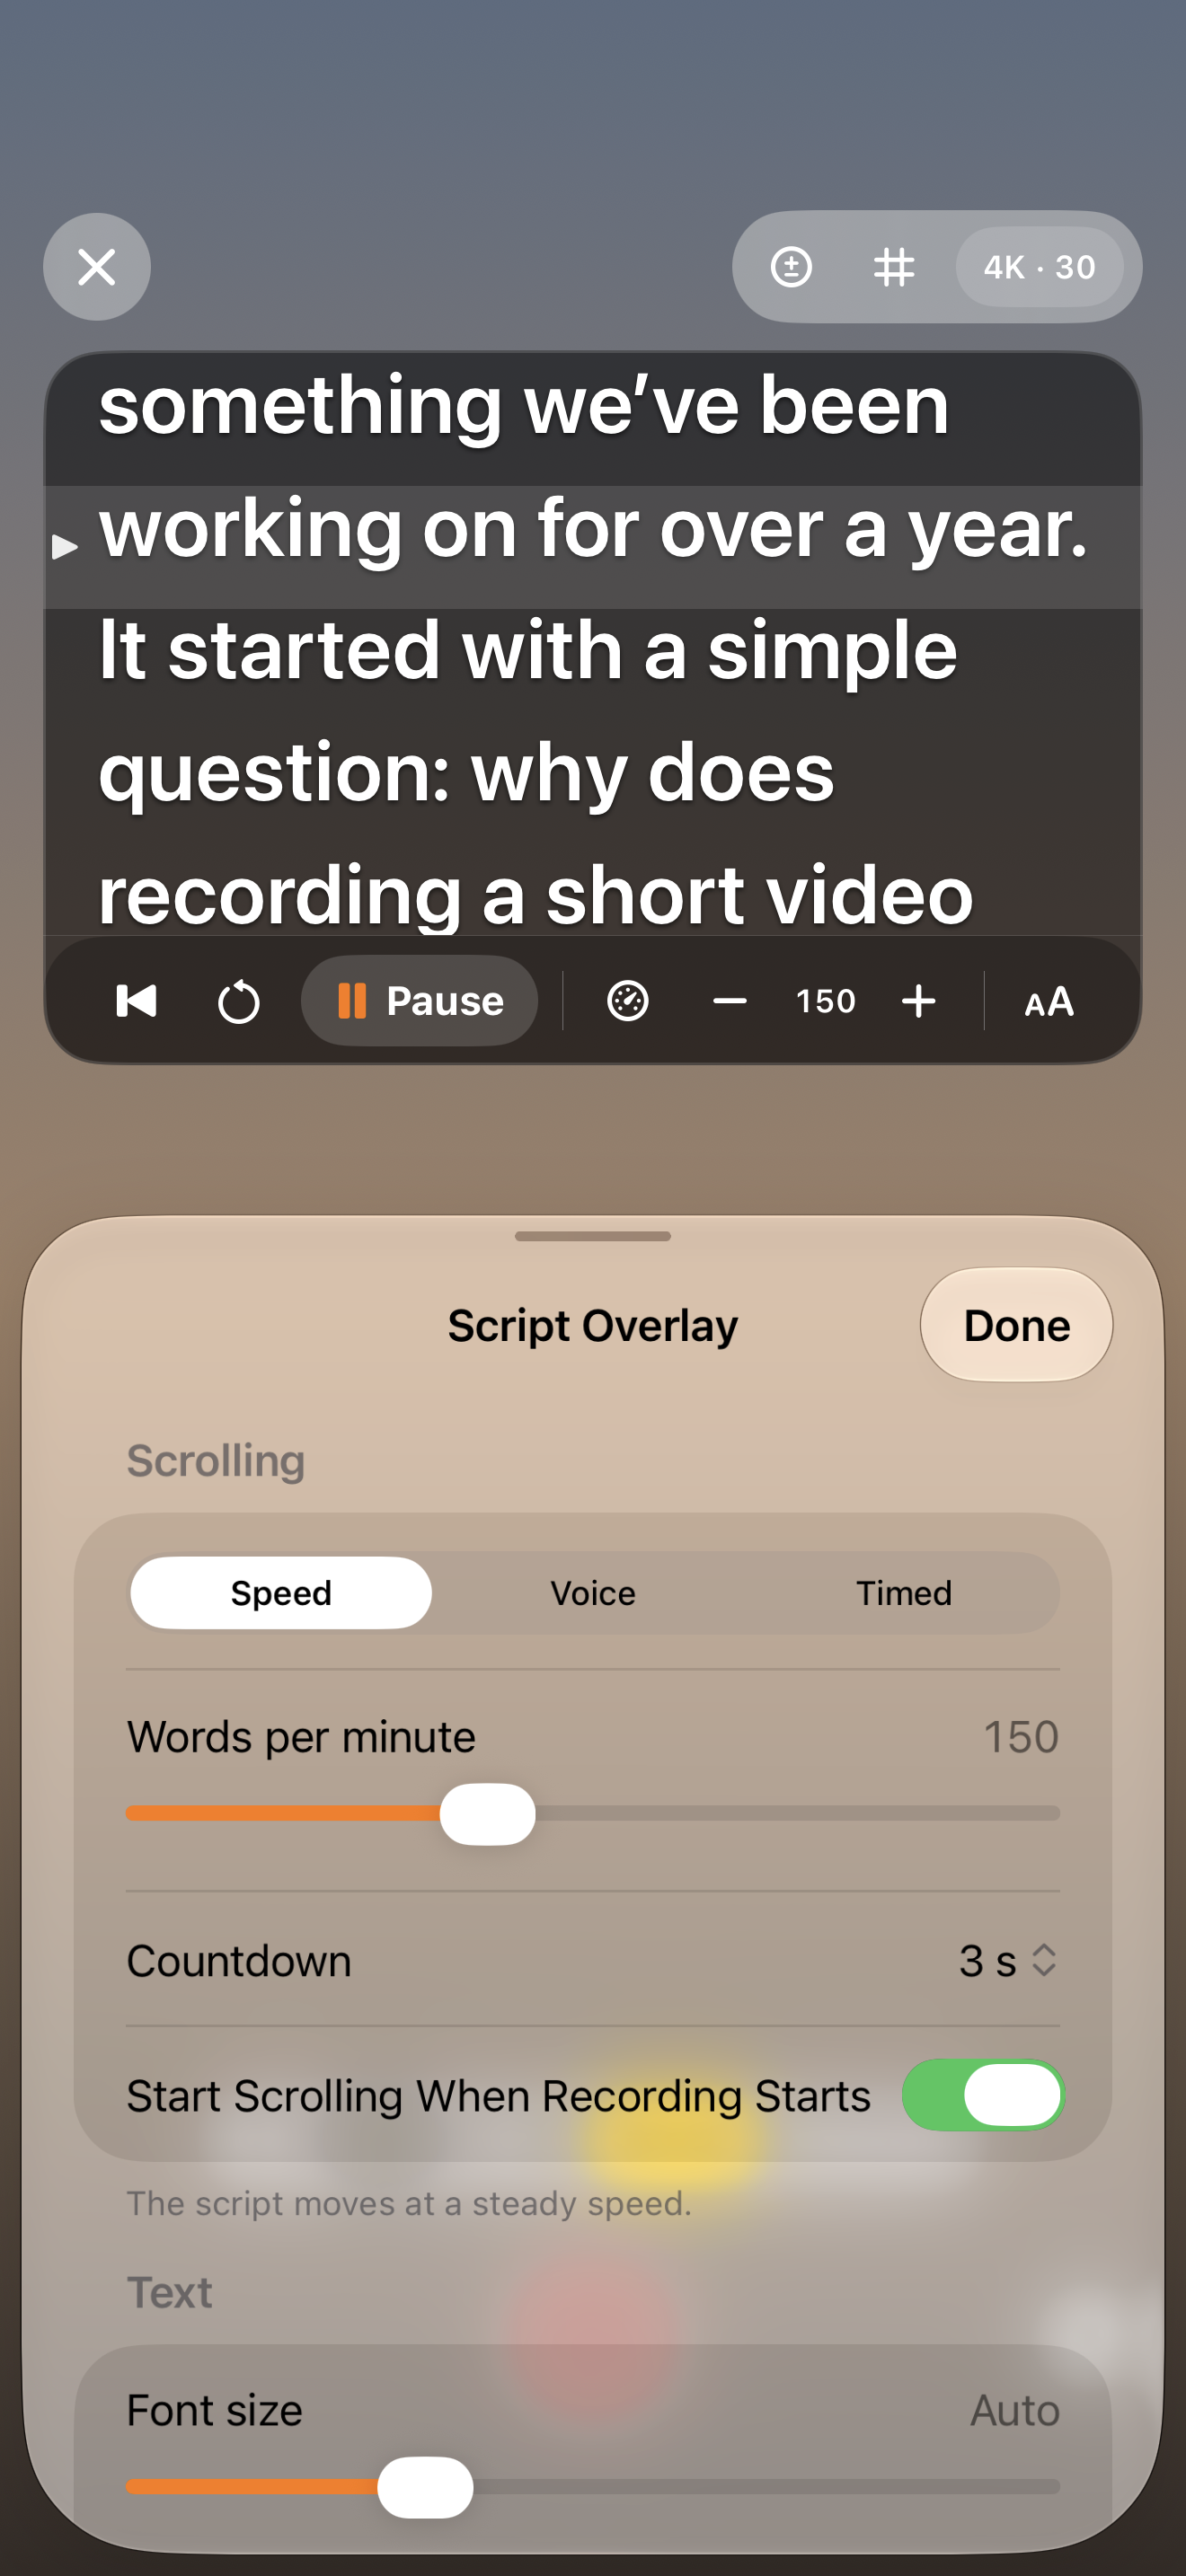 4K · 30
something we’ve been
working on for over a year.
It started with a simple
question: why does
recording a short video
Pause
150
AA
Script Overlay
Done
Scrolling
Speed
Voice
Timed
Words per minute
150
Countdown
3 s
Start Scrolling When Recording Starts
The script moves at a steady speed.
Text
Font size
Auto